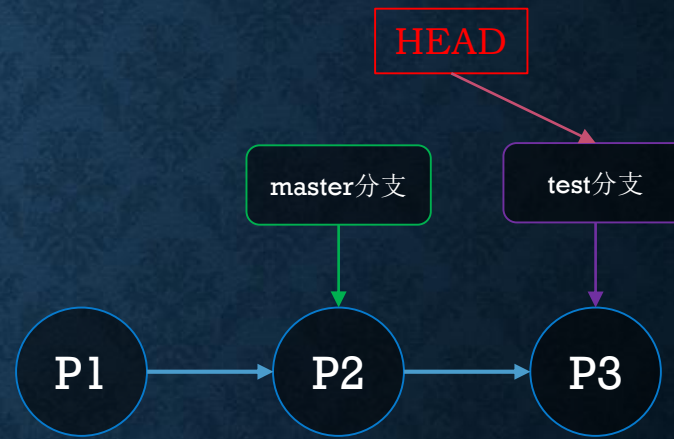 HEAD
master分支
test分支
P1
P2
P3